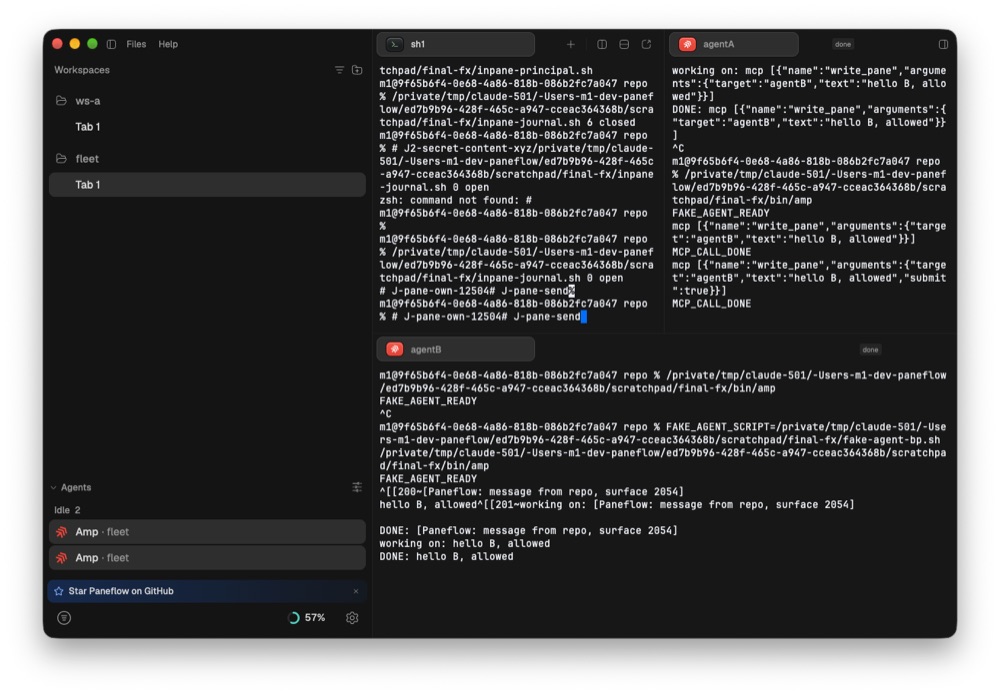 Files Help
Workspaces
ws-a
Tab 1
fleet
Tab 1
Agents
Idle 2
Amp · fleet
Amp · fleet
Star Paneflow on GitHub ×
57%
sh1
tchpad/final-fx/inpane-principal.sh
m1@9f65b6f4-0e68-4a86-818b-086b2fc7a047 repo
% /private/tmp/claude-501/-Users-m1-dev-panef
low/ed7b9b96-428f-465c-a947-cceac364368b/scra
tchpad/final-fx/inpane-journal.sh 6 closed
m1@9f65b6f4-0e68-4a86-818b-086b2fc7a047 repo
% # J2-secret-content-xyz/private/tmp/claude-
501/-Users-m1-dev-paneflow/ed7b9b96-428f-465c
-a947-cceac364368b/scratchpad/final-fx/inpane
-journal.sh 0 open
zsh: command not found: #
m1@9f65b6f4-0e68-4a86-818b-086b2fc7a047 repo
%
m1@9f65b6f4-0e68-4a86-818b-086b2fc7a047 repo
% /private/tmp/claude-501/-Users-m1-dev-panef
low/ed7b9b96-428f-465c-a947-cceac364368b/scra
tchpad/final-fx/inpane-journal.sh 0 open
# J-pane-own-12504# J-pane-send%
m1@9f65b6f4-0e68-4a86-818b-086b2fc7a047 repo
% # J-pane-own-12504# J-pane-send
agentA done
working on: mcp [{"name":"write_pane","argume
nts":{"target":"agentB","text":"hello B, allo
wed"}}]
DONE: mcp [{"name":"write_pane","arguments":{
"target":"agentB","text":"hello B, allowed"}}
]
^C
m1@9f65b6f4-0e68-4a86-818b-086b2fc7a047 repo
% /private/tmp/claude-501/-Users-m1-dev-panef
low/ed7b9b96-428f-465c-a947-cceac364368b/scra
tchpad/final-fx/bin/amp
FAKE_AGENT_READY
mcp [{"name":"write_pane","arguments":{"targe
t":"agentB","text":"hello B, allowed"}}]
MCP_CALL_DONE
mcp [{"name":"write_pane","arguments":{"targe
t":"agentB","text":"hello B, allowed","submit
":true}}]
MCP_CALL_DONE
agentB done
m1@9f65b6f4-0e68-4a86-818b-086b2fc7a047 repo % /private/tmp/claude-501/-Users-m1-dev-paneflow
/ed7b9b96-428f-465c-a947-cceac364368b/scratchpad/final-fx/bin/amp
FAKE_AGENT_READY
^C
m1@9f65b6f4-0e68-4a86-818b-086b2fc7a047 repo % FAKE_AGENT_SCRIPT=/private/tmp/claude-501/-Use
rs-m1-dev-paneflow/ed7b9b96-428f-465c-a947-cceac364368b/scratchpad/final-fx/fake-agent-bp.sh
/private/tmp/claude-501/-Users-m1-dev-paneflow/ed7b9b96-428f-465c-a947-cceac364368b/scratchpa
d/final-fx/bin/amp
FAKE_AGENT_READY
^[[200~[Paneflow: message from repo, surface 2054]
hello B, allowed^[[201~working on: [Paneflow: message from repo, surface 2054]
DONE: [Paneflow: message from repo, surface 2054]
working on: hello B, allowed
DONE: hello B, allowed